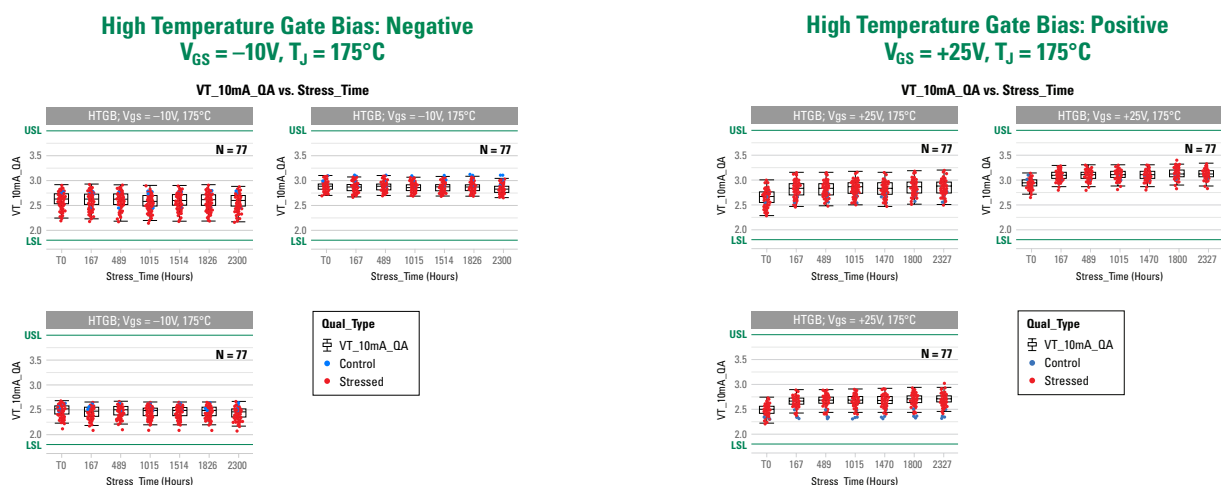 High Temperature Gate Bias: Negative
VGS = –10V, TJ = 175°C
VT_10mA_QA vs. Stress_Time
HTGB; Vgs = –10V, 175°C
USL
N = 77
3.5
3.0
2.5
2.0
LSL
VT_10mA_QA
T0 167 489 1015 1514 1826 2300
Stress_Time (Hours)
HTGB; Vgs = –10V, 175°C
USL
N = 77
3.5
3.0
2.5
2.0
LSL
VT_10mA_QA
T0 167 489 1015 1514 1826 2300
Stress_Time (Hours)
HTGB; Vgs = –10V, 175°C
USL
N = 77
3.5
3.0
2.5
2.0
LSL
VT_10mA_QA
T0 167 489 1015 1514 1826 2300
Stress_Time (Hours)
Qual_Type
VT_10mA_QA
Control
Stressed
High Temperature Gate Bias: Positive
VGS = +25V, TJ = 175°C
VT_10mA_QA vs. Stress_Time
HTGB; Vgs = +25V, 175°C
USL
N = 77
3.5
3.0
2.5
2.0
LSL
VT_10mA_QA
T0 167 489 1015 1470 1800 2327
Stress_Time (Hours)
HTGB; Vgs = +25V, 175°C
USL
N = 77
3.5
3.0
2.5
2.0
LSL
VT_10mA_QA
T0 167 489 1015 1470 1800 2327
Stress_Time (Hours)
HTGB; Vgs = +25V, 175°C
USL
N = 77
3.5
3.0
2.5
2.0
LSL
VT_10mA_QA
T0 167 489 1015 1470 1800 2327
Stress_Time (Hours)
Qual_Type
VT_10mA_QA
Control
Stressed